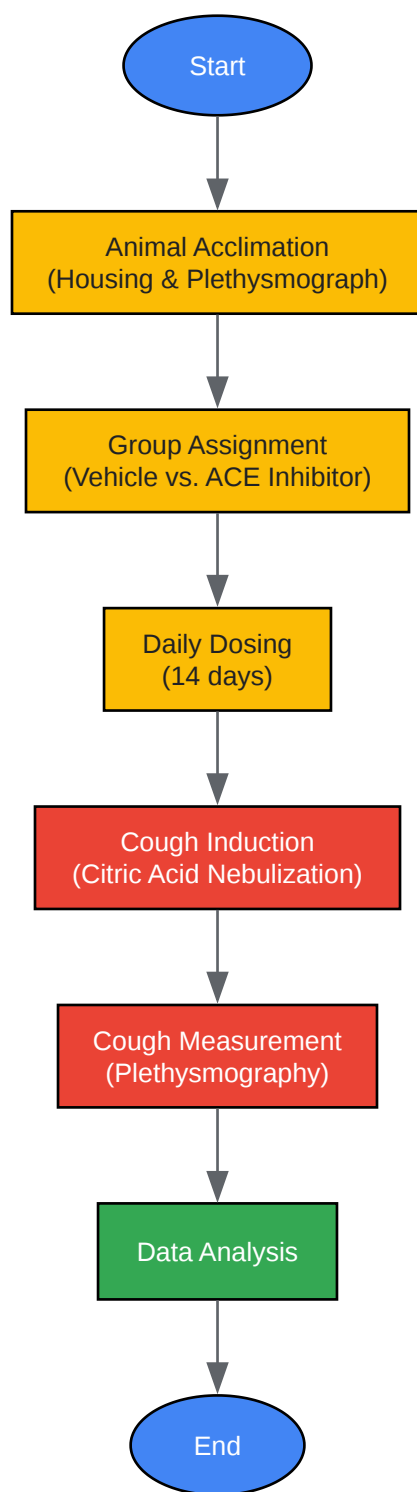 Start
Animal Acclimation
(Housing & Plethysmograph)
Group Assignment
(Vehicle vs. ACE Inhibitor)
Daily Dosing
(14 days)
Cough Induction
(Citric Acid Nebulization)
Cough Measurement
(Plethysmography)
Data Analysis
End